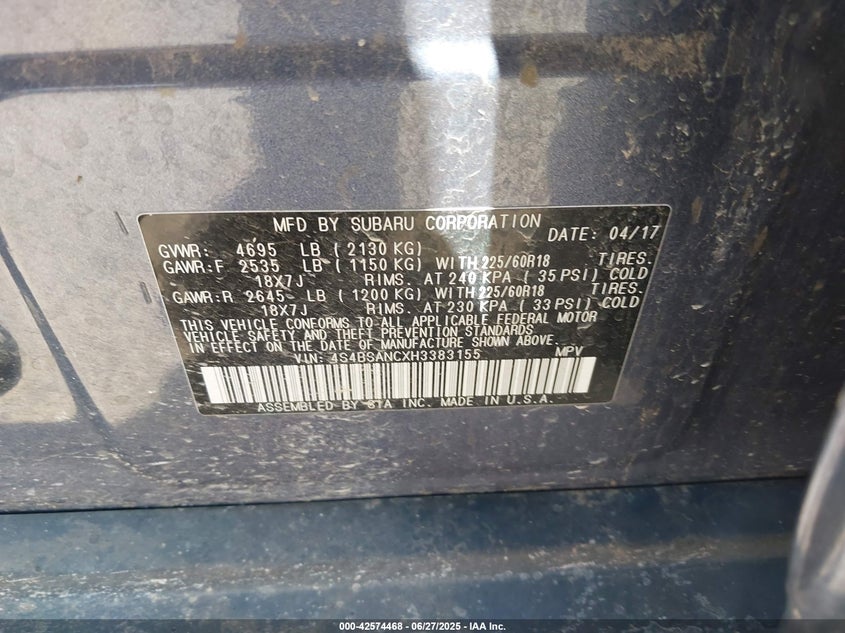 MFD BY SUBARU CORPORATION DATE: 04/17
GVWR: 4695 LB ( 2130 KG)
GAWR:F 2535 LB ( 1150 KG) WITH 225/60R18 TIRES.
18X7J RIMS. AT 240 KPA ( 35 PSI) COLD
GAWR:R 2645 LB ( 1200 KG) WITH 225/60R18 TIRES.
18X7J RIMS. AT 230 KPA ( 33 PSI) COLD
THIS VEHICLE CONFORMS TO ALL APPLICABLE FEDERAL MOTOR
VEHICLE SAFETY, BUMPER, AND THEFT PREVENTION STANDARDS
IN EFFECT ON THE DATE OF MANUFACTURE SHOWN ABOVE.
VIN: 4S4BSANCXH3383155 MPV
ASSEMBLED BY SIA INC. MADE IN U.S.A.
000-42574468 - 06/27/2025 - IAA Inc.